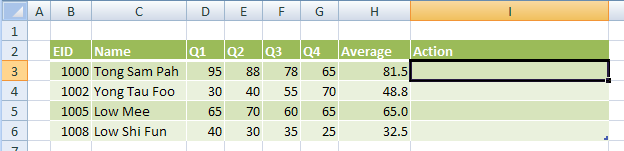 A B C D E F G H I
1
2 EID Name Q1 Q2 Q3 Q4 Average Action
3 1000 Tong Sam Pah 95 88 78 65 81.5
4 1002 Yong Tau Foo 30 40 55 70 48.8
5 1005 Low Mee 65 70 60 65 65.0
6 1008 Low Shi Fun 40 30 35 25 32.5